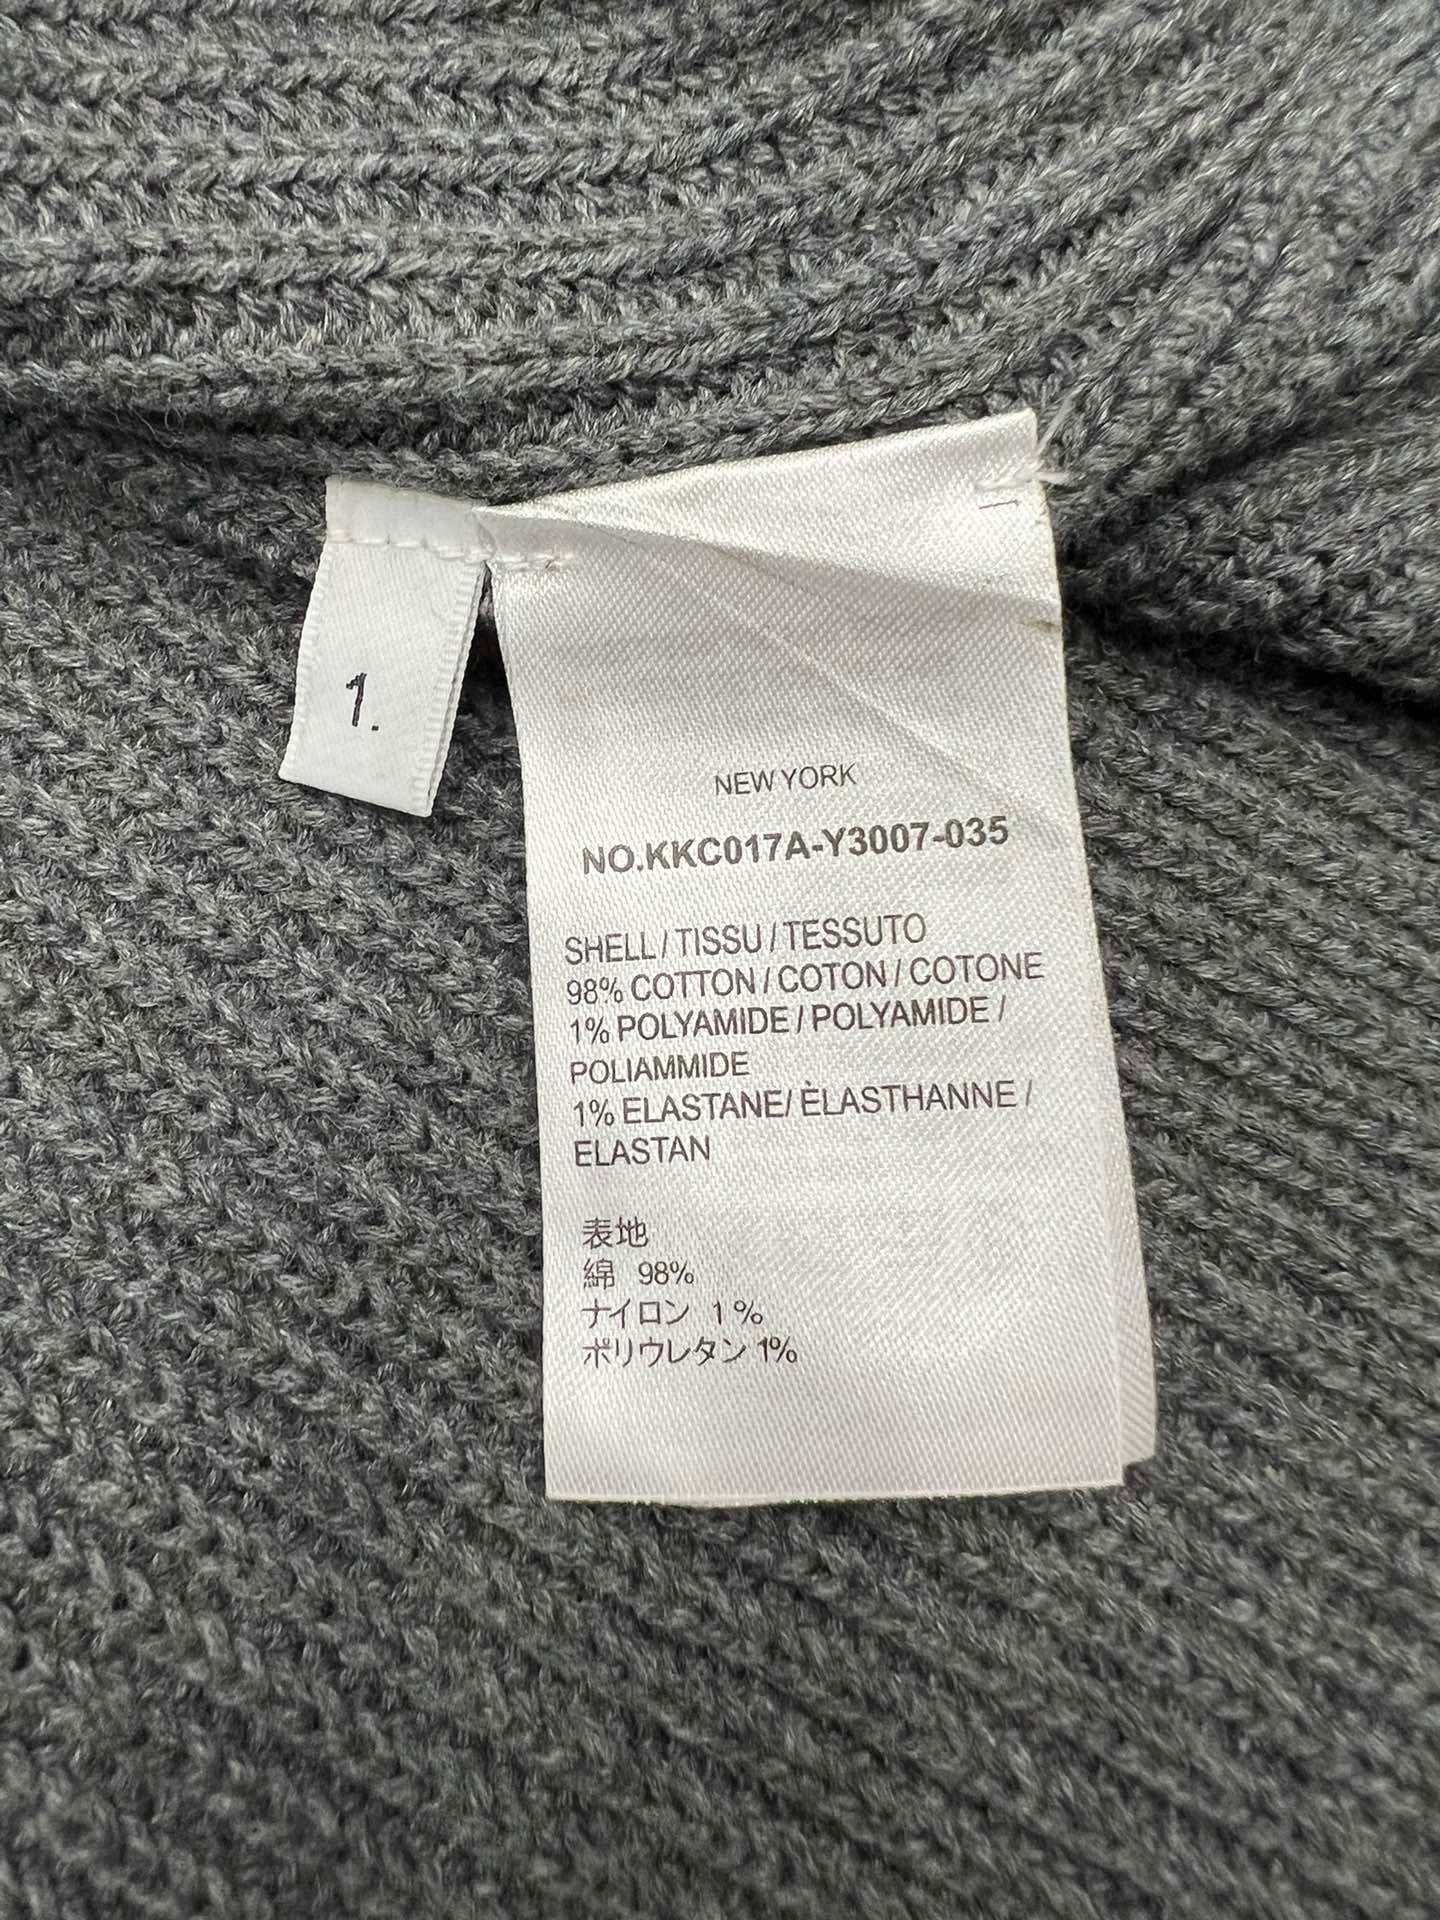 1.
NEW YORK
NO.KKC017A-Y3007-035
SHELL / TISSU / TESSUTO
98% COTTON / COTON / COTONE
1% POLYAMIDE / POLYAMIDE /
POLIAMMIDE
1% ELASTANE/ ÈLASTHANNE /
ELASTAN
表地
綿 98%
ナイロン 1%
ポリウレタン 1%